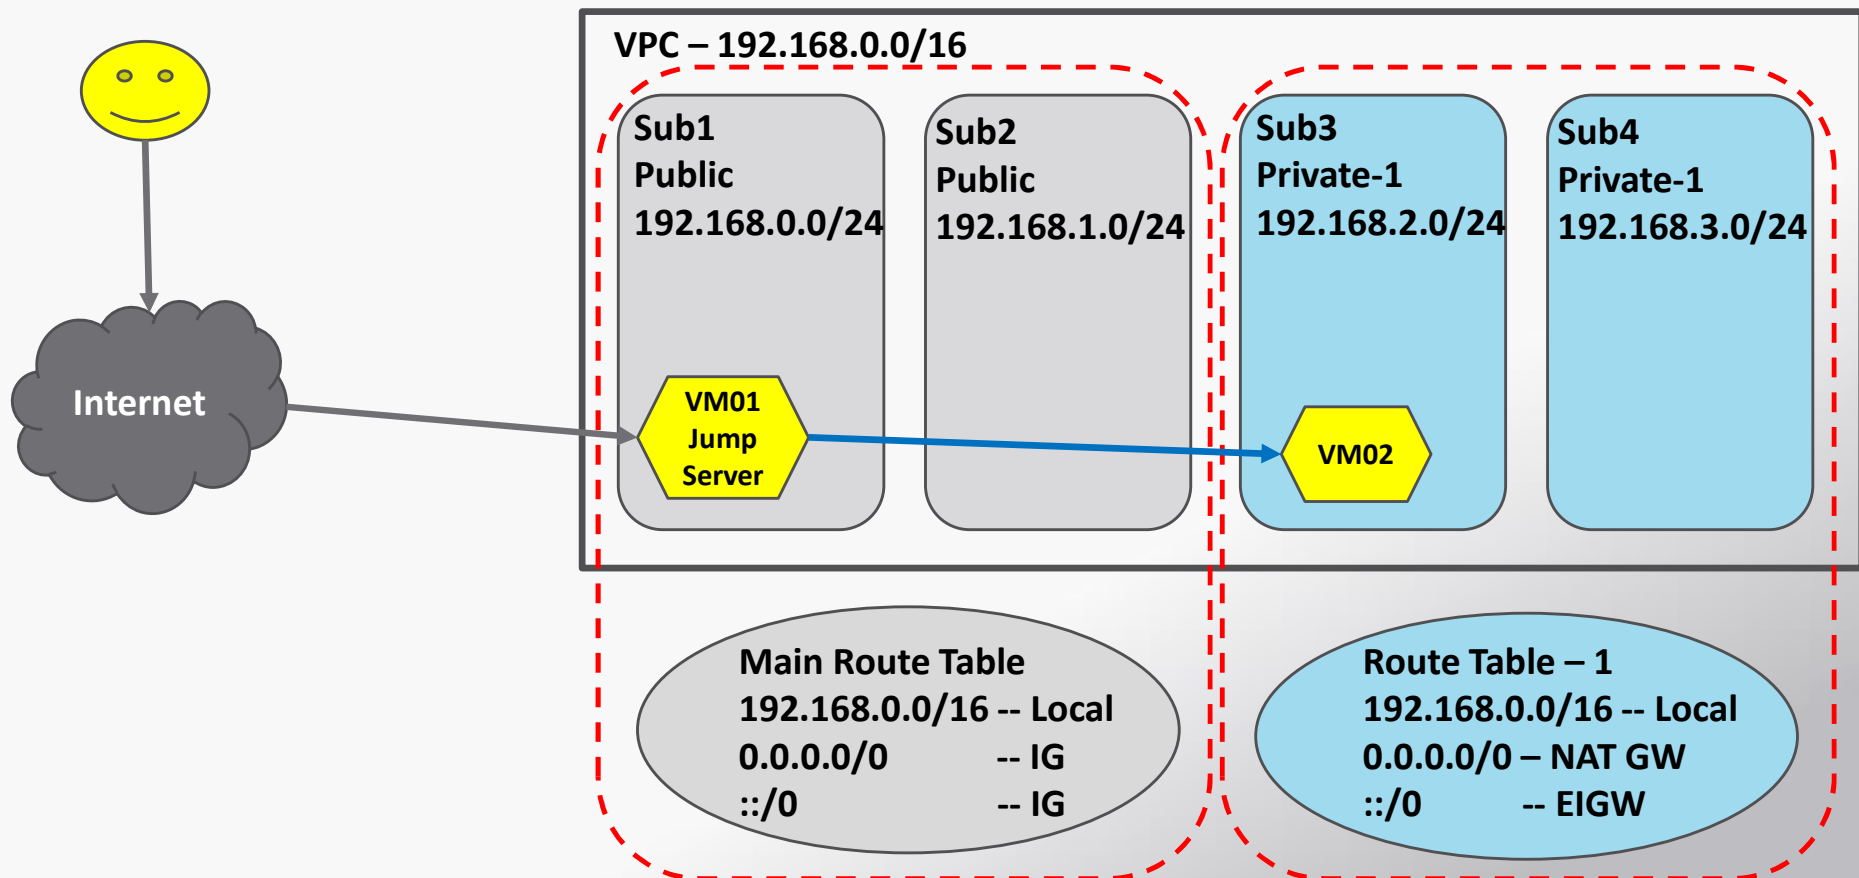 VPC – 192.168.0.0/16
Sub1
Public
192.168.0.0/24
Sub2
Public
192.168.1.0/24
Sub3
Private-1
192.168.2.0/24
Sub4
Private-1
192.168.3.0/24
Internet
VM01
Jump
Server
VM02
Main Route Table
192.168.0.0/16 -- Local
0.0.0.0/0 -- IG
::/0 -- IG
Route Table – 1
192.168.0.0/16 -- Local
0.0.0.0/0 – NAT GW
::/0 -- EIGW